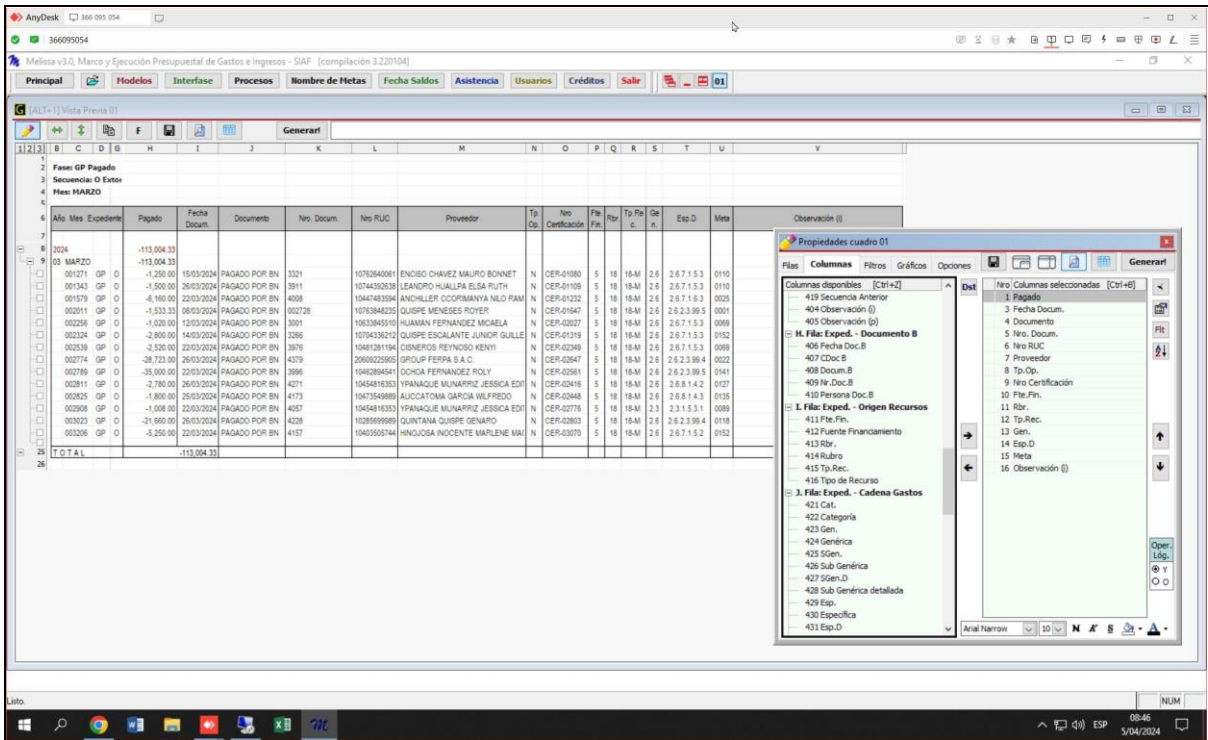 AnyDesk 366 095 054
366095054
Melissa v3.0, Marco y Ejecución Presupuestal de Gastos e Ingresos - SIAF [compilación 3.220104]
Principal Modelos Interfase Procesos Nombre de Metas Fecha Saldos Asistencia Usuarios Créditos Salir 01
[ALT+1] Vista Previa 01
F Generar!
1 2 3 B C D G H I J K L M N O P Q R S T U V
1
2 Fase: GP Pagado
3 Secuencia: O Extor
4 Mes: MARZO
5
6 Año Mes Expediente Pagado Fecha Docum. Documento Nro. Docum. Nro RUC Proveedor Tp. Op. Nro Certificación Fte. Fin. Rbr. Tp.Re c. Ge n. Esp.D Meta Observación (i)
7
8 2024 -113,004.33
9 03 MARZO -113,004.33
001271 GP O -1,250.00 15/03/2024 PAGADO POR BN 3321 10762640061 ENCISO CHAVEZ MAURO BONNET N CER-01080 5 18 18-M 2.6 2.6.7.1.5.3 0110
001343 GP O -1,500.00 26/03/2024 PAGADO POR BN 3911 10744392638 LEANDRO HUALLPA ELSA RUTH N CER-01109 5 18 18-M 2.6 2.6.7.1.5.3 0110
001579 GP O -6,160.00 22/03/2024 PAGADO POR BN 4008 10447483594 ANCHILLER CCORIMANYA NILO RAM N CER-01232 5 18 18-M 2.6 2.6.7.1.6.3 0025
002011 GP O -1,533.33 08/03/2024 PAGADO POR BN 002728 10763848235 QUISPE MENESES ROYER N CER-01647 5 18 18-M 2.6 2.6.2.3.99.5 0001
002256 GP O -1,020.00 12/03/2024 PAGADO POR BN 3001 10633845510 HUAMAN FERNANDEZ MICAELA N CER-02027 5 18 18-M 2.6 2.6.7.1.5.3 0069
002324 GP O -2,800.00 14/03/2024 PAGADO POR BN 3266 10704336212 QUISPE ESCALANTE JUNIOR GUILLE N CER-01319 5 18 18-M 2.6 2.6.7.1.5.3 0152
002539 GP O -2,520.00 22/03/2024 PAGADO POR BN 3976 10481281194 CISNEROS REYNOSO KENYI N CER-02349 5 18 18-M 2.6 2.6.7.1.5.3 0069
002774 GP O -28,723.00 26/03/2024 PAGADO POR BN 4379 20609225905 GROUP FERPA S.A.C. N CER-02647 5 18 18-M 2.6 2.6.2.3.99.4 0022
002789 GP O -35,000.00 22/03/2024 PAGADO POR BN 3996 10462894541 OCHOA FERNANDEZ ROLY N CER-02561 5 18 18-M 2.6 2.6.2.3.99.5 0141
002811 GP O -2,780.00 26/03/2024 PAGADO POR BN 4271 10454816353 YPANAQUE MUNARRIZ JESSICA EDIT N CER-02416 5 18 18-M 2.6 2.6.8.1.4.2 0127
002825 GP O -1,800.00 25/03/2024 PAGADO POR BN 4173 10473549889 AUCCATOMA GARCIA WILFREDO N CER-02448 5 18 18-M 2.6 2.6.8.1.4.3 0135
002908 GP O -1,008.00 22/03/2024 PAGADO POR BN 4057 10454816353 YPANAQUE MUNARRIZ JESSICA EDIT N CER-02776 5 18 18-M 2.3 2.3.1.5.3.1 0089
003023 GP O -21,660.00 26/03/2024 PAGADO POR BN 4228 10285699989 QUINTANA QUISPE GENARO N CER-02803 5 18 18-M 2.6 2.6.2.3.99.4 0118
003206 GP O -5,250.00 22/03/2024 PAGADO POR BN 4157 10403505744 HINOJOSA INOCENTE MARLENE MAG N CER-03070 5 18 18-M 2.6 2.6.7.1.5.2 0152
25 T O T A L -113,004.33
26
Propiedades cuadro 01
Filas Columnas Filtros Gráficos Opciones Generar!
Columnas disponibles [Ctrl+Z] Dst
419 Secuencia Anterior
404 Observación (i)
405 Observación (p)
H. Fila: Exped. - Documento B
406 Fecha Doc.B
407 CDoc B
408 Docum.B
409 Nr.Doc.B
410 Persona Doc.B
I. Fila: Exped. - Origen Recursos
411 Fte.Fin.
412 Fuente Financiamiento
413 Rbr.
414 Rubro
415 Tp.Rec.
416 Tipo de Recurso
J. Fila: Exped. - Cadena Gastos
421 Cat.
422 Categoría
423 Gen.
424 Genérica
425 SGen.
426 Sub Genérica
427 SGen.D
428 Sub Genérica detallada
429 Esp.
430 Específica
431 Esp.D
Nro Columnas seleccionadas [Ctrl+B]
1 Pagado
3 Fecha Docum.
4 Documento
5 Nro. Docum.
6 Nro RUC
7 Proveedor
8 Tp.Op.
9 Nro Certificación
10 Fte.Fin.
11 Rbr.
12 Tp.Rec.
13 Gen.
14 Esp.D
15 Meta
16 Observación (i)
Flt
Oper. Lóg.
Y
O
Arial Narrow 10 N K S A
Listo. NUM
ESP 08:46
5/04/2024